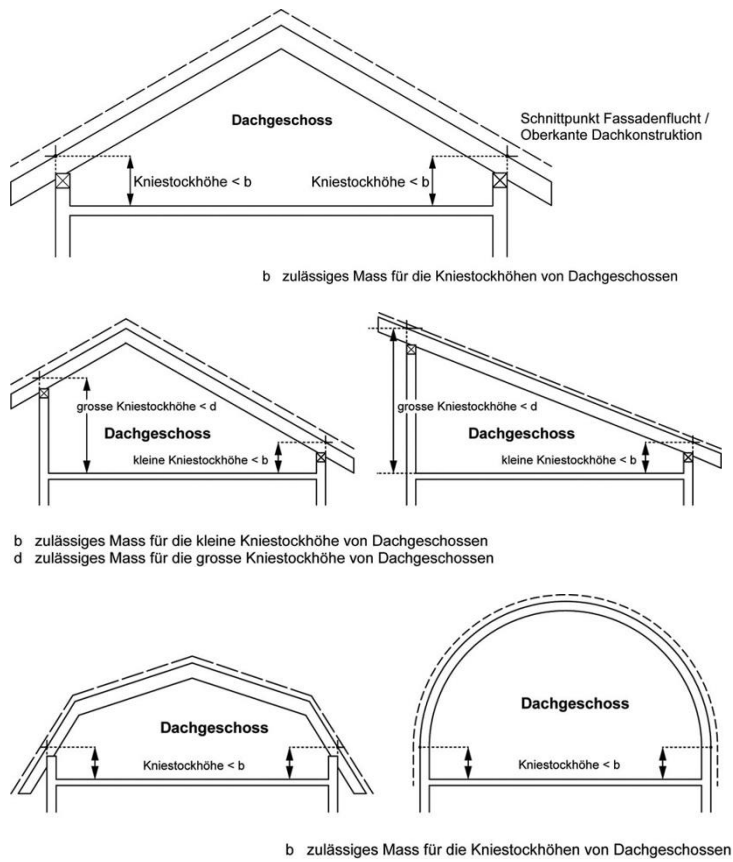 Dachgeschoss
Schnittpunkt Fassadenflucht /
Oberkante Dachkonstruktion
Kniestockhöhe < b
Kniestockhöhe < b
b zulässiges Mass für die Kniestockhöhen von Dachgeschossen
grosse Kniestockhöhe < d
Dachgeschoss
kleine Kniestockhöhe < b
grosse Kniestockhöhe < d
Dachgeschoss
kleine Kniestockhöhe < b
b zulässiges Mass für die kleine Kniestockhöhe von Dachgeschossen
d zulässiges Mass für die grosse Kniestockhöhe von Dachgeschossen
Dachgeschoss
Kniestockhöhe < b
Dachgeschoss
Kniestockhöhe < b
b zulässiges Mass für die Kniestockhöhen von Dachgeschossen